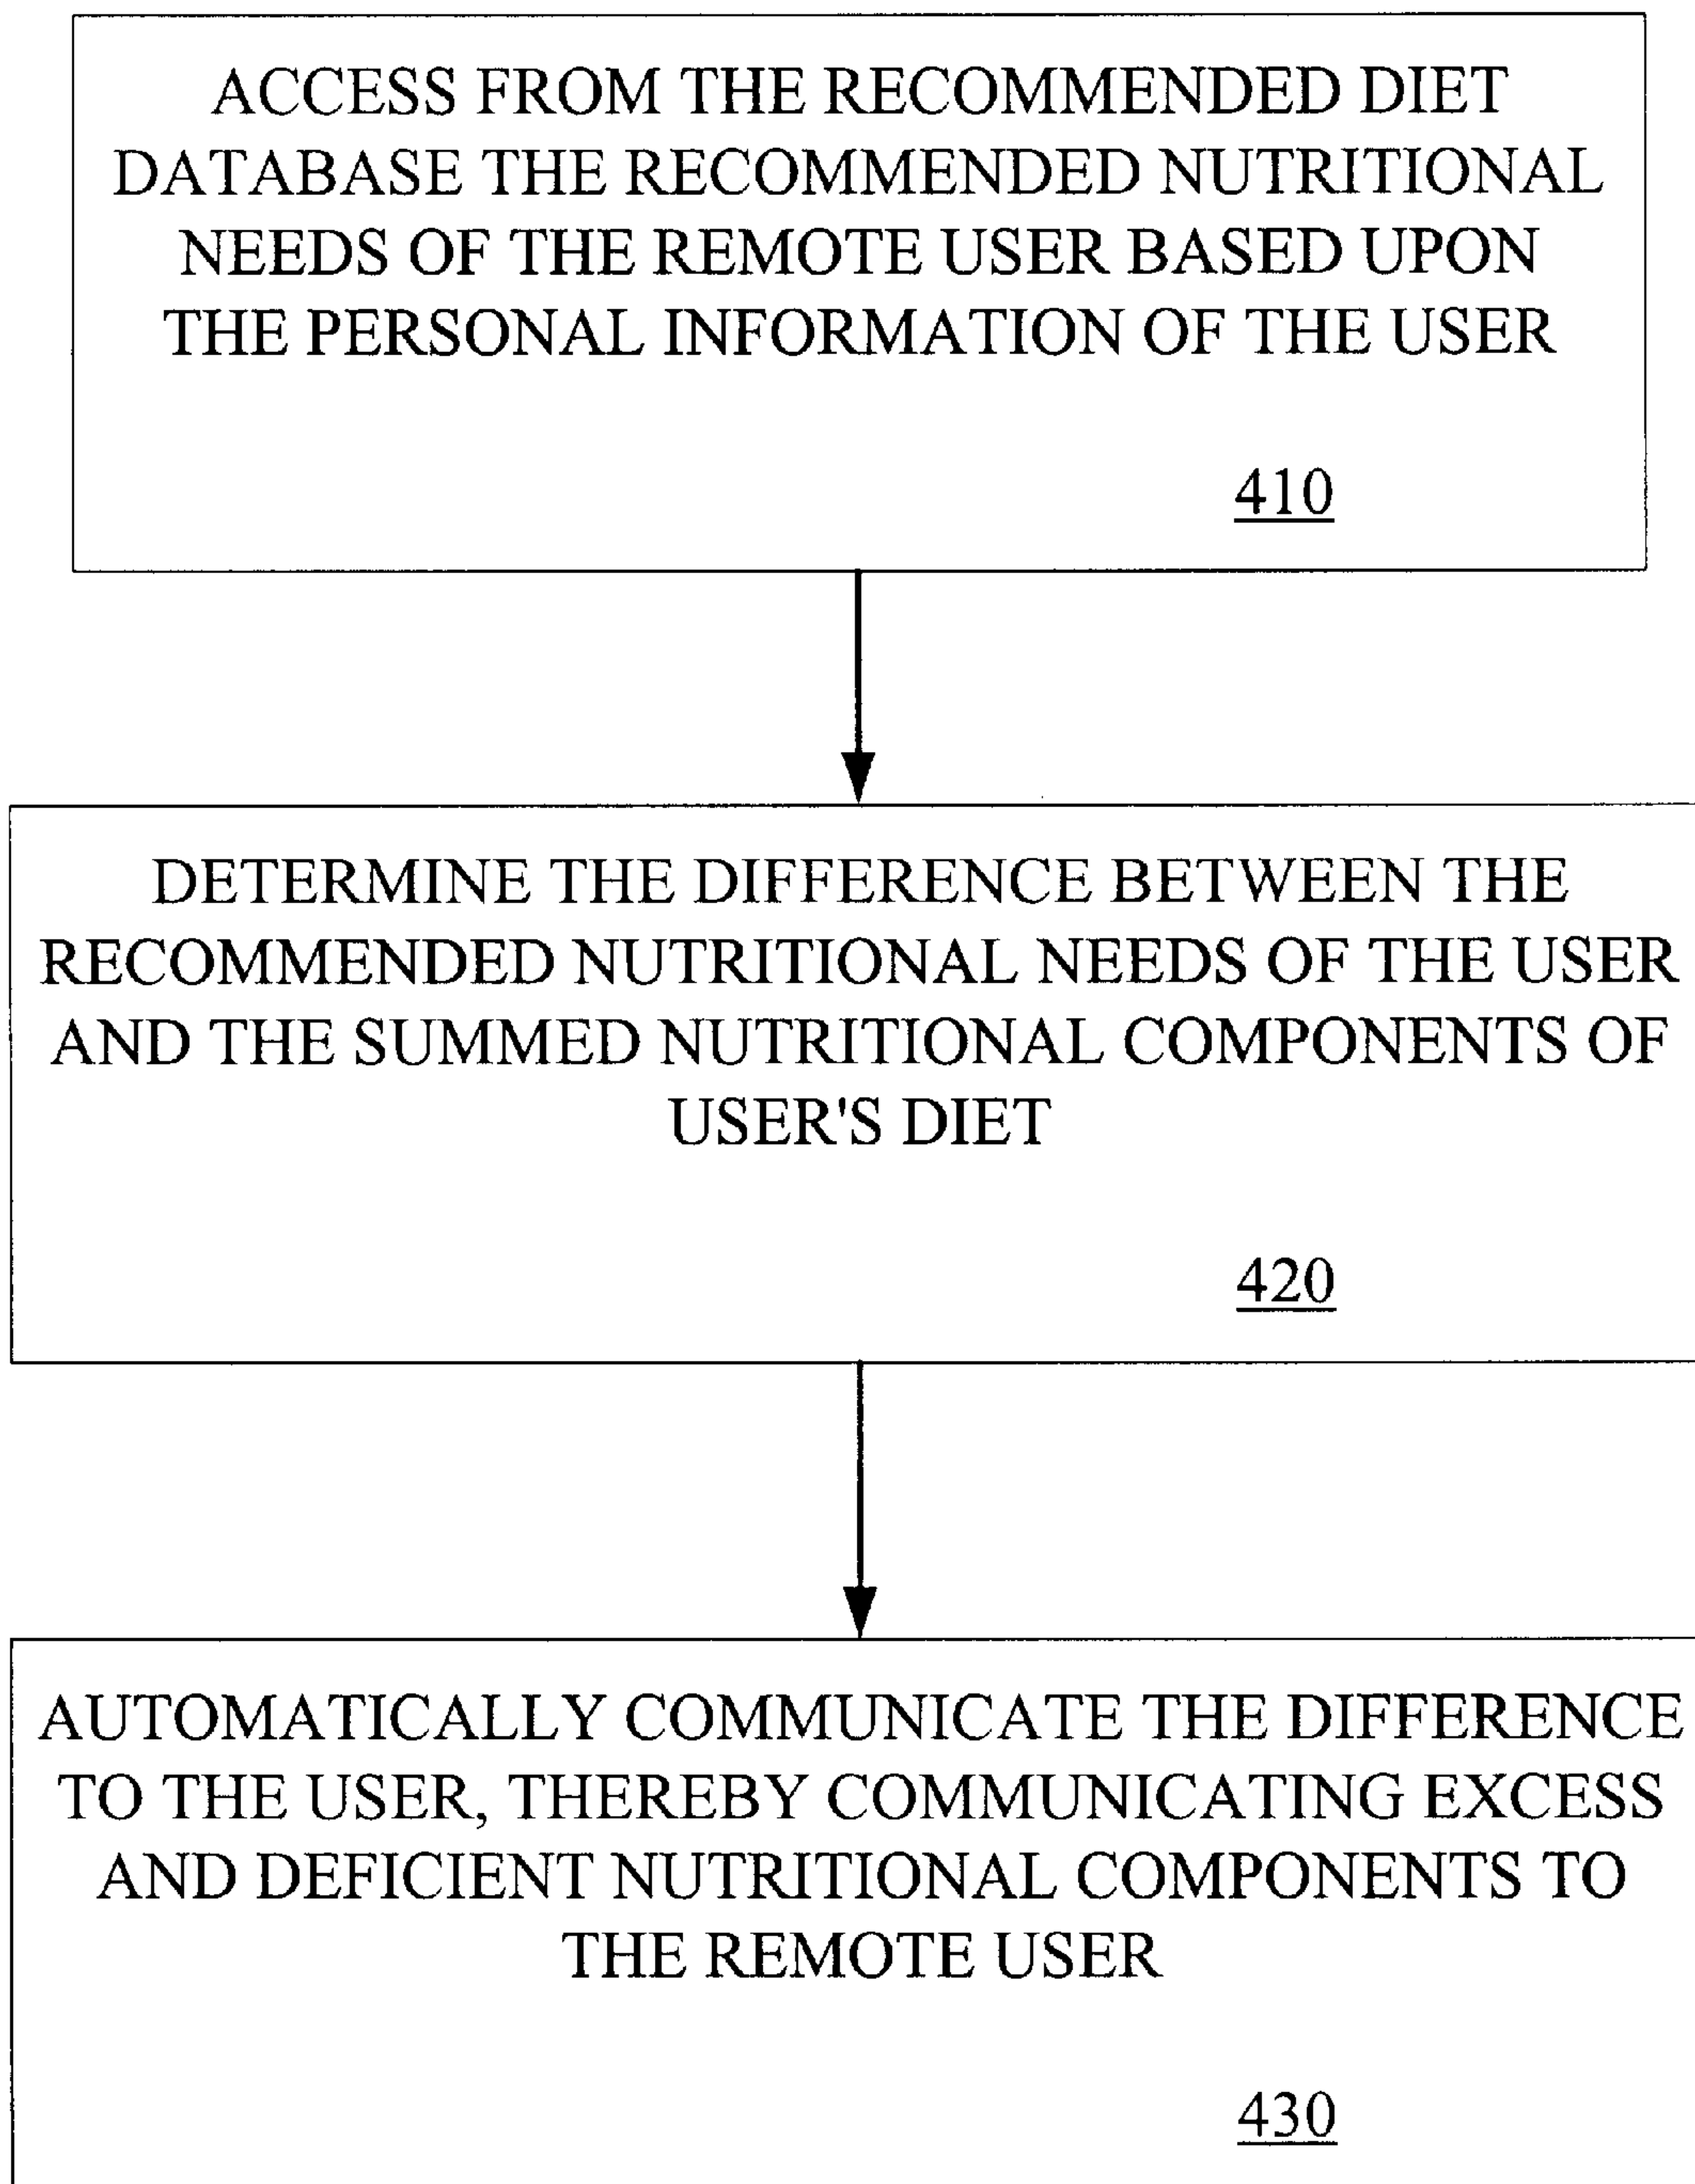 ACCESS FROM THE RECOMMENDED DIET
DATABASE THE RECOMMENDED NUTRITIONAL
NEEDS OF THE REMOTE USER BASED UPON
THE PERSONAL INFORMATION OF THE USER
410
DETERMINE THE DIFFERENCE BETWEEN THE
RECOMMENDED NUTRITIONAL NEEDS OF THE USER
AND THE SUMMED NUTRITIONAL COMPONENTS OF
USER'S DIET
420
AUTOMATICALLY COMMUNICATE THE DIFFERENCE
TO THE USER, THEREBY COMMUNICATING EXCESS
AND DEFICIENT NUTRITIONAL COMPONENTS TO
THE REMOTE USER
430